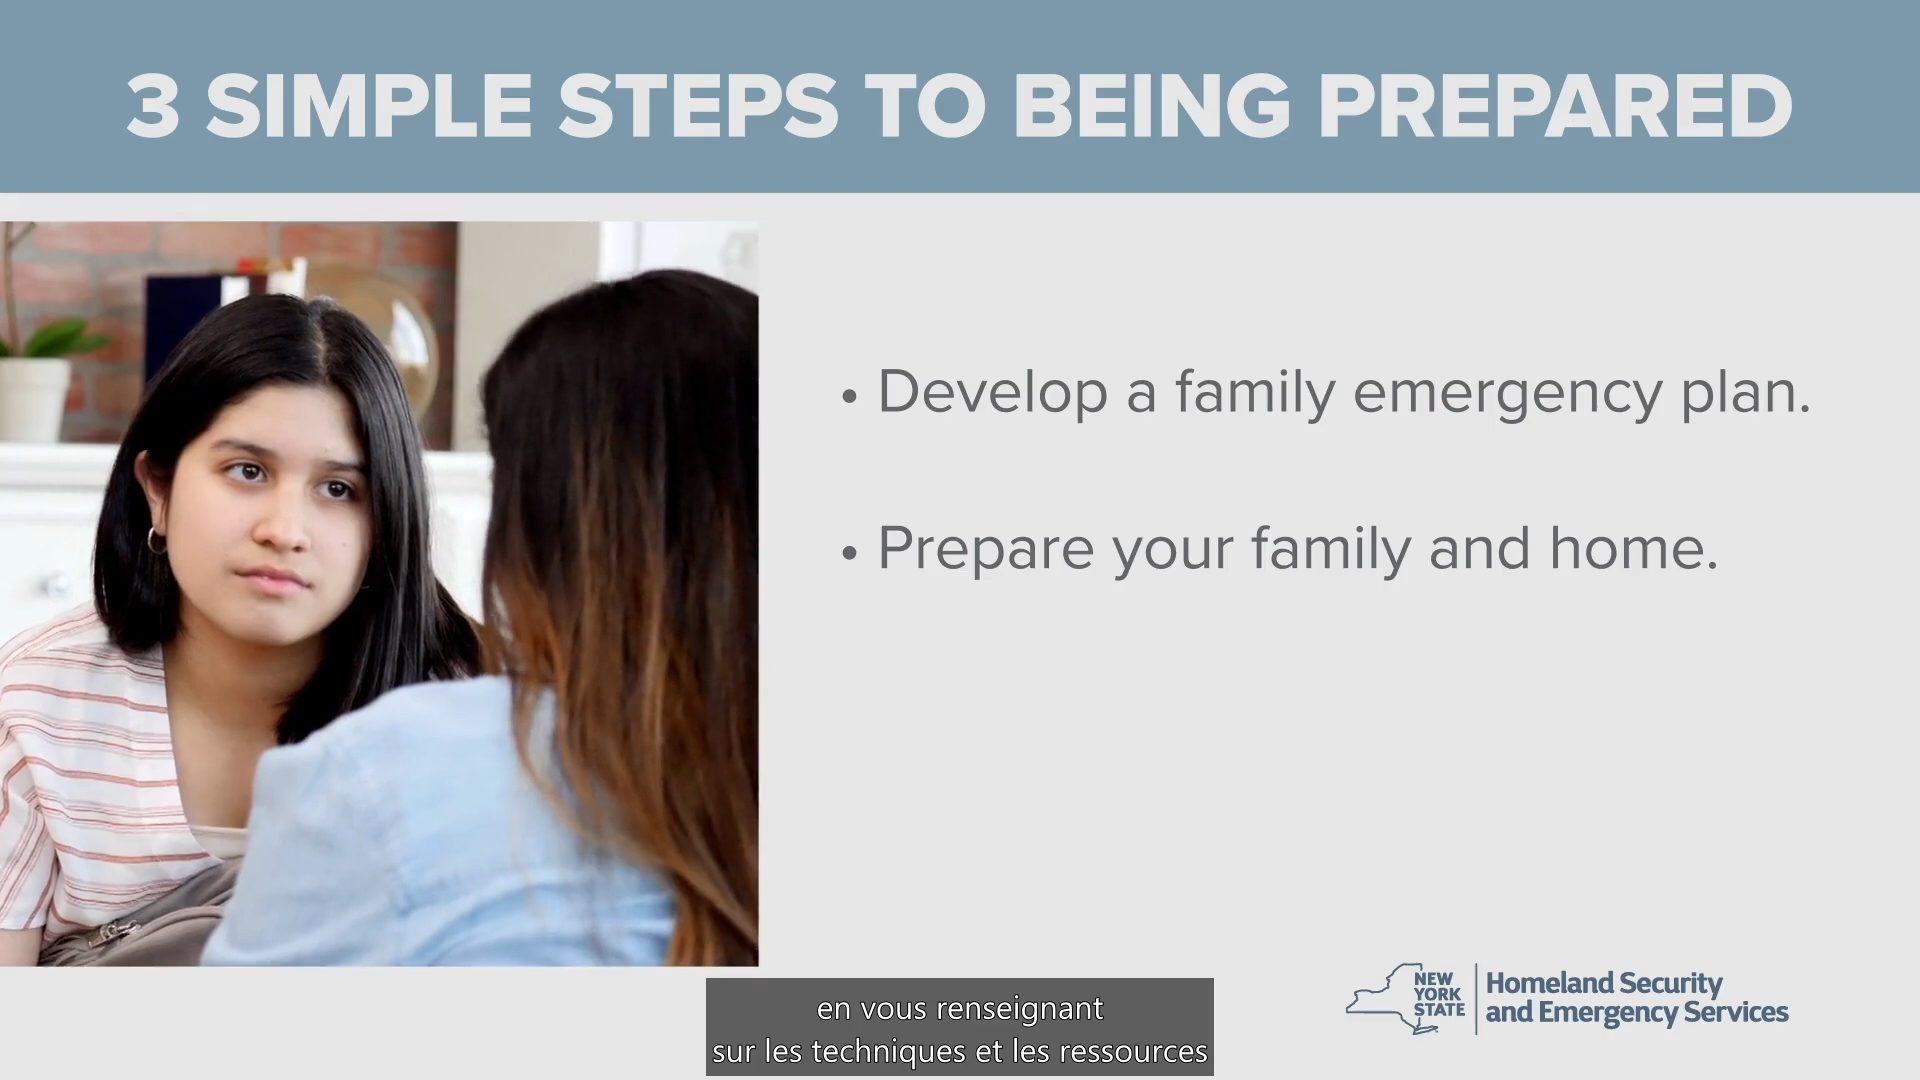 3 SIMPLE STEPS TO BEING PREPARED
• Develop a family emergency plan.
• Prepare your family and home.
NEW
YORK
STATE
Homeland Security
and Emergency Services
en vous renseignant
sur les techniques et les ressources